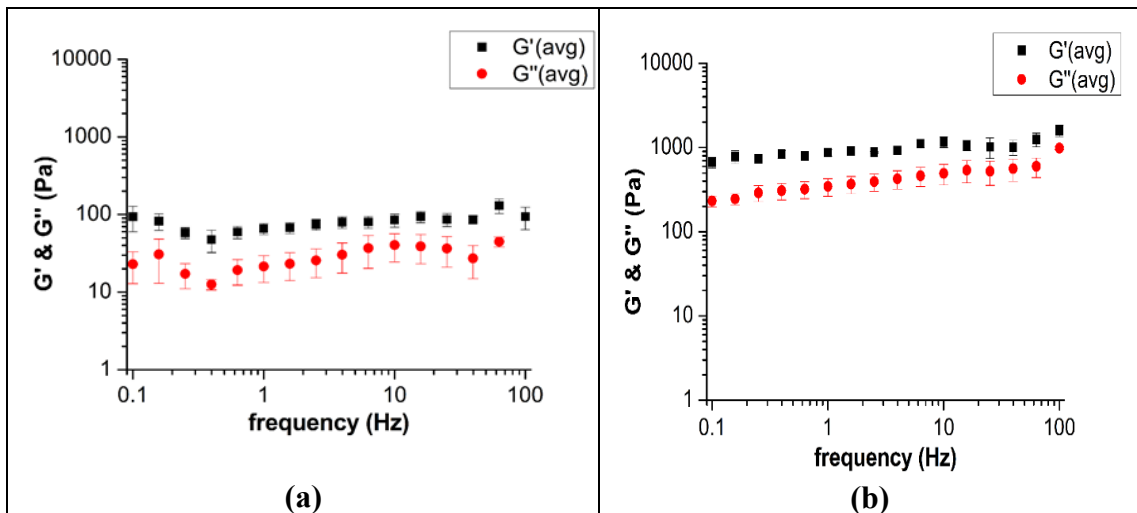 G'(avg)
G''(avg)
10000
1000
100
10
1
G' & G'' (Pa)
0.1 1 10 100
frequency (Hz)
(a)
G'(avg)
G"(avg)
10000
1000
100
10
1
G' & G'' (Pa)
0.1 1 10 100
frequency (Hz)
(b)